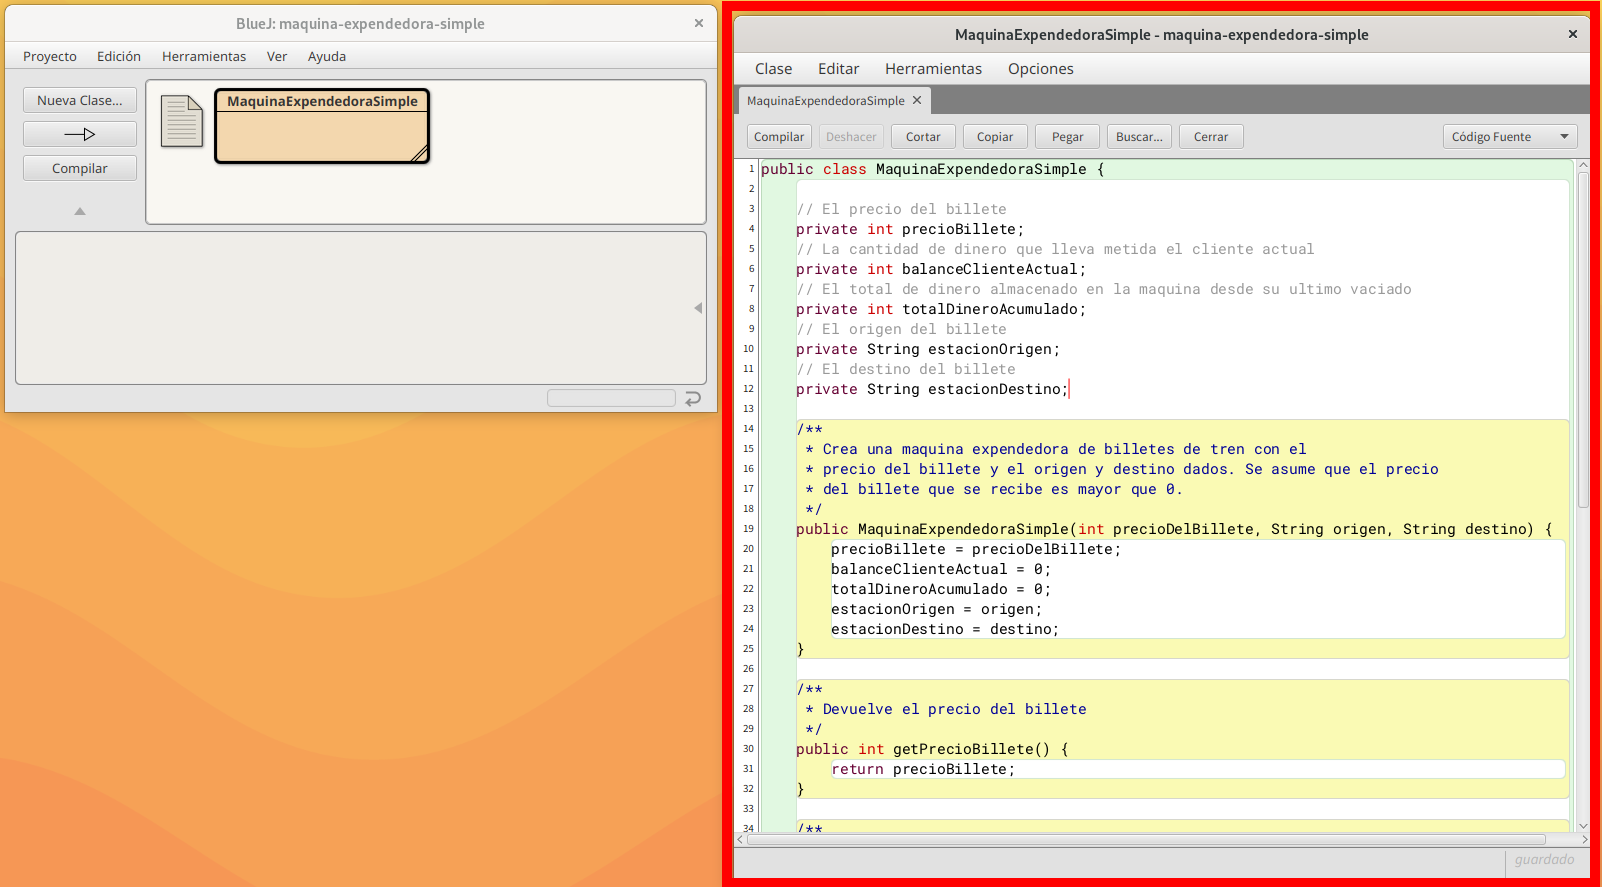 BlueJ: maquina-expendedora-simple
Proyecto Edición Herramientas Ver Ayuda
Nueva Clase...
Compilar
MaquinaExpendedoraSimple
MaquinaExpendedoraSimple - maquina-expendedora-simple
Clase Editar Herramientas Opciones
MaquinaExpendedoraSimple
Compilar Deshacer Cortar Copiar Pegar Buscar... Cerrar Código Fuente
1 public class MaquinaExpendedoraSimple {
2
3 // El precio del billete
4 private int precioBillete;
5 // La cantidad de dinero que lleva metida el cliente actual
6 private int balanceClienteActual;
7 // El total de dinero almacenado en la maquina desde su ultimo vaciado
8 private int totalDineroAcumulado;
9 // El origen del billete
10 private String estacionOrigen;
11 // El destino del billete
12 private String estacionDestino;
13
14 /**
15 * Crea una maquina expendedora de billetes de tren con el
16 * precio del billete y el origen y destino dados. Se asume que el precio
17 * del billete que se recibe es mayor que 0.
18 */
19 public MaquinaExpendedoraSimple(int precioDelBillete, String origen, String destino) {
20 precioBillete = precioDelBillete;
21 balanceClienteActual = 0;
22 totalDineroAcumulado = 0;
23 estacionOrigen = origen;
24 estacionDestino = destino;
25 }
26
27 /**
28 * Devuelve el precio del billete
29 */
30 public int getPrecioBillete() {
31 return precioBillete;
32 }
33
34 /**
guardado